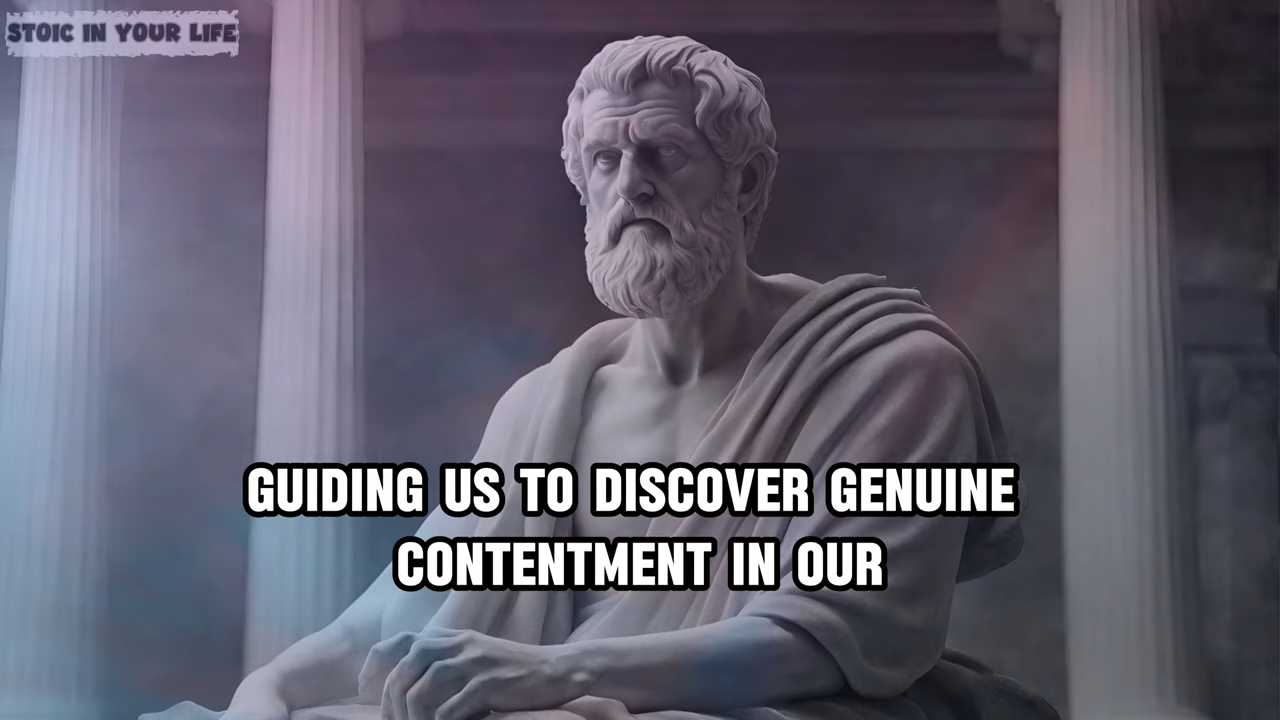 STOIC IN YOUR LIFE
GUIDING US TO DISCOVER GENUINE
CONTENTMENT IN OUR